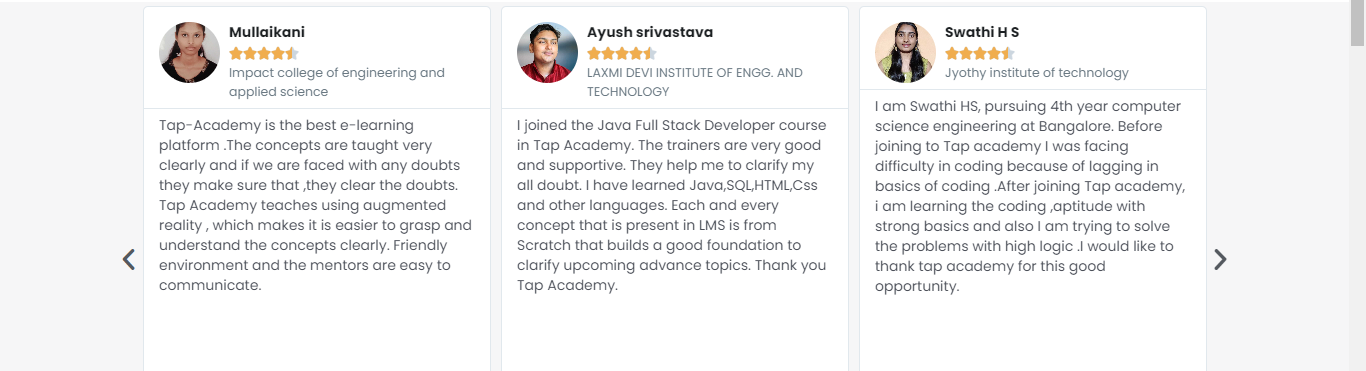 Mullaikani
Impact college of engineering and
applied science
Tap-Academy is the best e-learning
platform .The concepts are taught very
clearly and if we are faced with any doubts
they make sure that ,they clear the doubts.
Tap Academy teaches using augmented
reality , which makes it is easier to grasp and
understand the concepts clearly. Friendly
environment and the mentors are easy to
communicate.
Ayush srivastava
LAXMI DEVI INSTITUTE OF ENGG. AND
TECHNOLOGY
I joined the Java Full Stack Developer course
in Tap Academy. The trainers are very good
and supportive. They help me to clarify my
all doubt. I have learned Java,SQL,HTML,Css
and other languages. Each and every
concept that is present in LMS is from
Scratch that builds a good foundation to
clarify upcoming advance topics. Thank you
Tap Academy.
Swathi H S
Jyothy institute of technology
I am Swathi HS, pursuing 4th year computer
science engineering at Bangalore. Before
joining to Tap academy I was facing
difficulty in coding because of lagging in
basics of coding .After joining Tap academy,
i am learning the coding ,aptitude with
strong basics and also I am trying to solve
the problems with high logic .I would like to
thank tap academy for this good
opportunity.